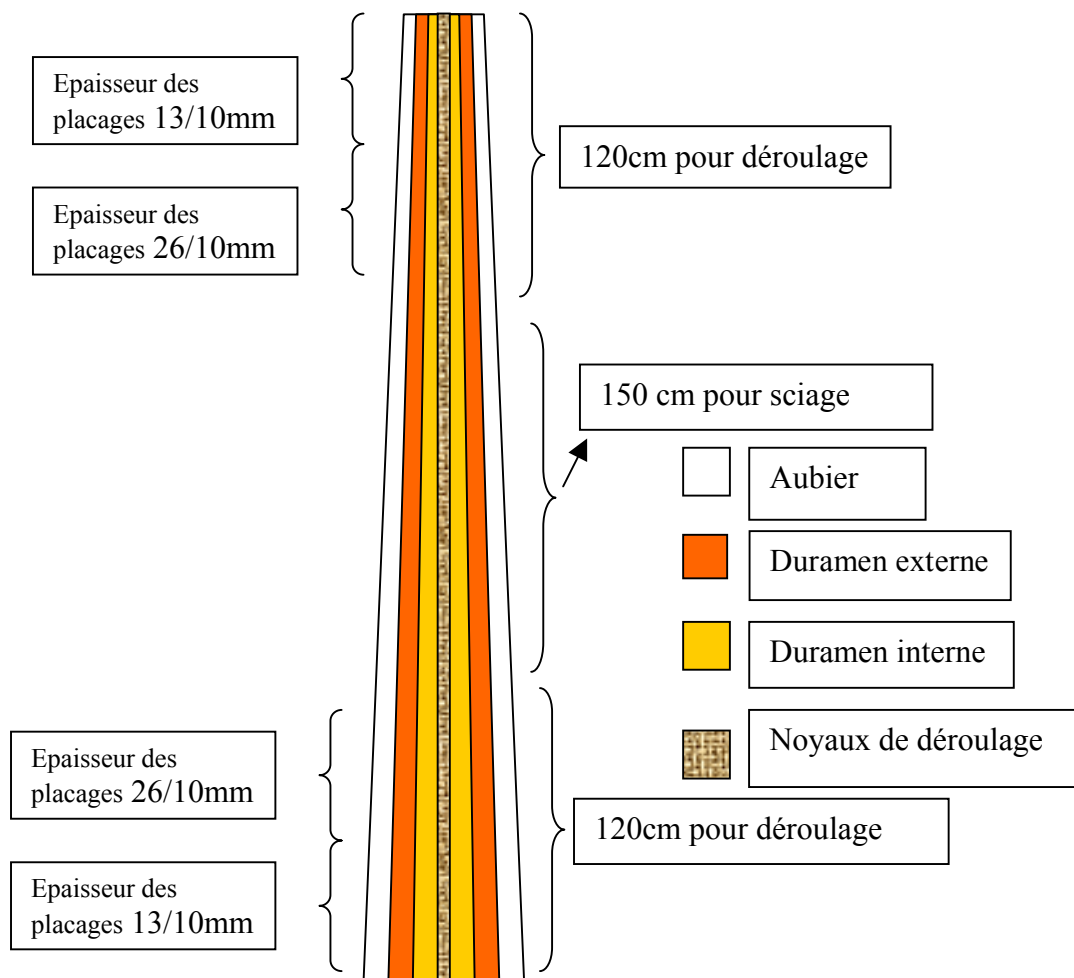 Epaisseur des
placages 13/10mm
120cm pour déroulage
Epaisseur des
placages 26/10mm
150 cm pour sciage
Aubier
Duramen externe
Duramen interne
Noyaux de déroulage
Epaisseur des
placages 26/10mm
120cm pour déroulage
Epaisseur des
placages 13/10mm